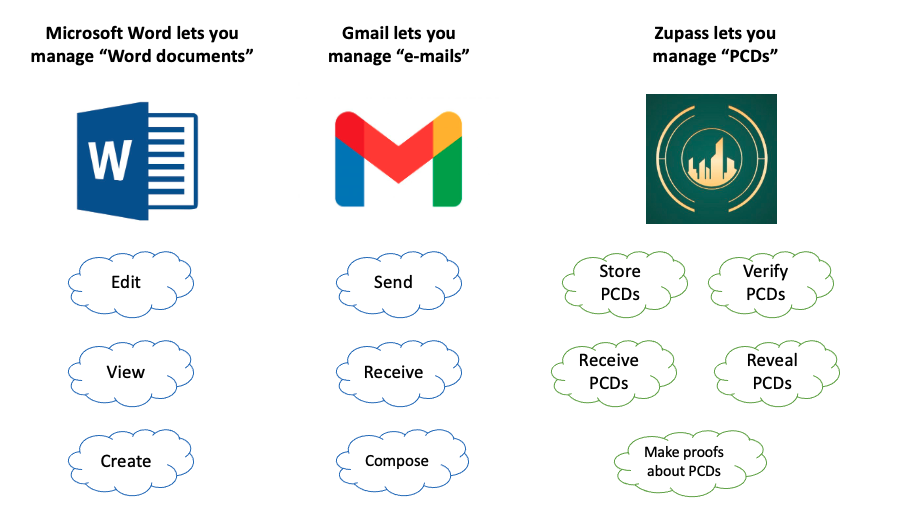 Microsoft Word lets you
manage “Word documents”
Gmail lets you
manage “e-mails”
Zupass lets you
manage “PCDs”
W
Edit
Send
Store
PCDs
Verify
PCDs
View
Receive
Receive
PCDs
Reveal
PCDs
Create
Compose
Make proofs
about PCDs